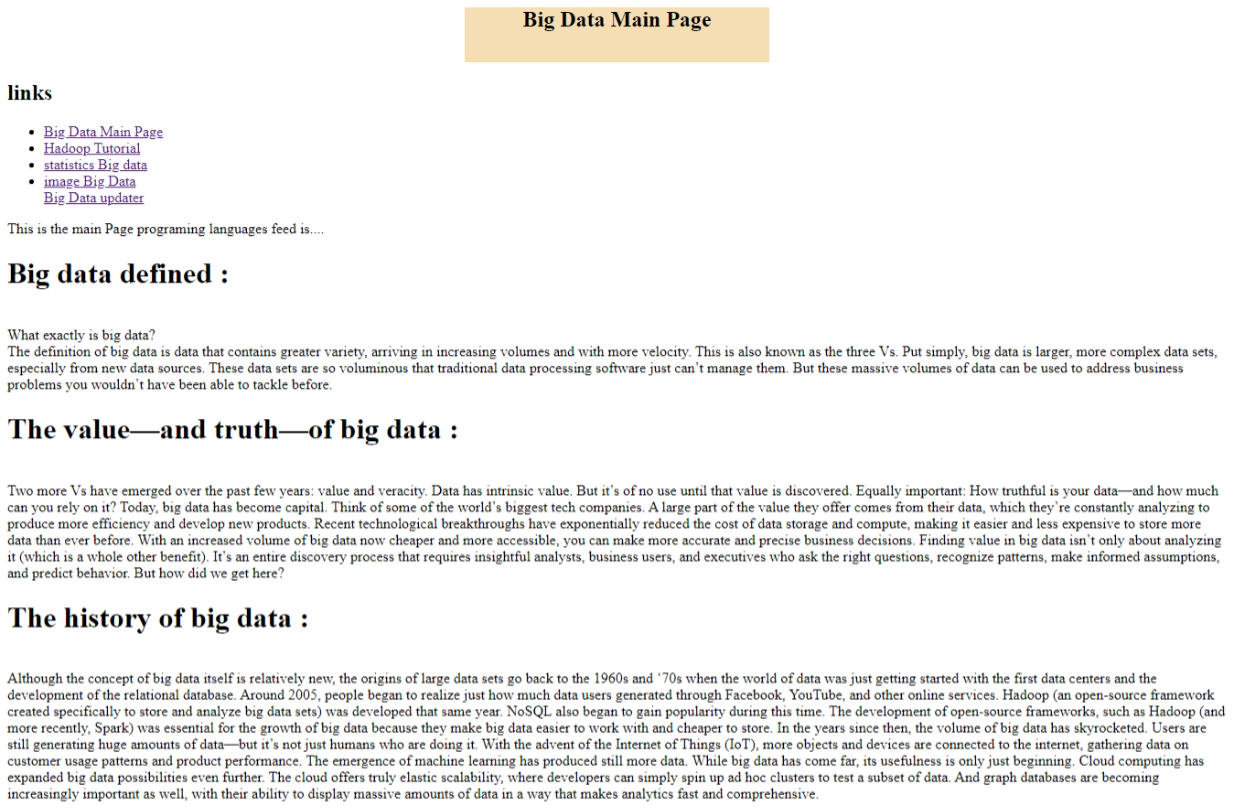 Big Data Main Page
links
Big Data Main Page
Hadoop Tutorial
statistics Big data
image Big Data
Big Data updater
This is the main Page programing languages feed is....
Big data defined :
What exactly is big data?
The definition of big data is data that contains greater variety, arriving in increasing volumes and with more velocity. This is also known as the three Vs. Put simply, big data is larger, more complex data sets,
especially from new data sources. These data sets are so voluminous that traditional data processing software just can't manage them. But these massive volumes of data can be used to address business
problems you wouldn't have been able to tackle before.
The value—and truth—of big data :
Two more Vs have emerged over the past few years: value and veracity. Data has intrinsic value. But it's of no use until that value is discovered. Equally important: How truthful is your data—and how much
can you rely on it? Today, big data has become capital. Think of some of the world's biggest tech companies. A large part of the value they offer comes from their data, which they're constantly analyzing to
produce more efficiency and develop new products. Recent technological breakthroughs have exponentially reduced the cost of data storage and compute, making it easier and less expensive to store more
data than ever before. With an increased volume of big data now cheaper and more accessible, you can make more accurate and precise business decisions. Finding value in big data isn't only about analyzing
it (which is a whole other benefit). It's an entire discovery process that requires insightful analysts, business users, and executives who ask the right questions, recognize patterns, make informed assumptions,
and predict behavior. But how did we get here?
The history of big data :
Although the concept of big data itself is relatively new, the origins of large data sets go back to the 1960s and '70s when the world of data was just getting started with the first data centers and the
development of the relational database. Around 2005, people began to realize just how much data users generated through Facebook, YouTube, and other online services. Hadoop (an open-source framework
created specifically to store and analyze big data sets) was developed that same year. NoSQL also began to gain popularity during this time. The development of open-source frameworks, such as Hadoop (and
more recently, Spark) was essential for the growth of big data because they make big data easier to work with and cheaper to store. In the years since then, the volume of big data has skyrocketed. Users are
still generating huge amounts of data—but it's not just humans who are doing it. With the advent of the Internet of Things (IoT), more objects and devices are connected to the internet, gathering data on
customer usage patterns and product performance. The emergence of machine learning has produced still more data. While big data has come far, its usefulness is only just beginning. Cloud computing has
expanded big data possibilities even further. The cloud offers truly elastic scalability, where developers can simply spin up ad hoc clusters to test a subset of data. And graph databases are becoming
increasingly important as well, with their ability to display massive amounts of data in a way that makes analytics fast and comprehensive.